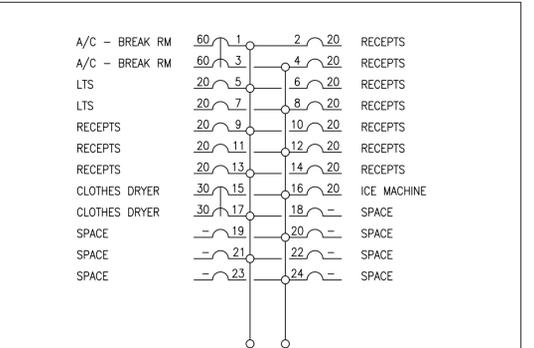 A/C – BREAK RM 60 1 2 20 RECEPTS
A/C – BREAK RM 60 3 4 20 RECEPTS
LTS 20 5 6 20 RECEPTS
LTS 20 7 8 20 RECEPTS
RECEPTS 20 9 10 20 RECEPTS
RECEPTS 20 11 12 20 RECEPTS
RECEPTS 20 13 14 20 RECEPTS
CLOTHES DRYER 30 15 16 20 ICE MACHINE
CLOTHES DRYER 30 17 18 – SPACE
SPACE – 19 20 – SPACE
SPACE – 21 22 – SPACE
SPACE – 23 24 – SPACE